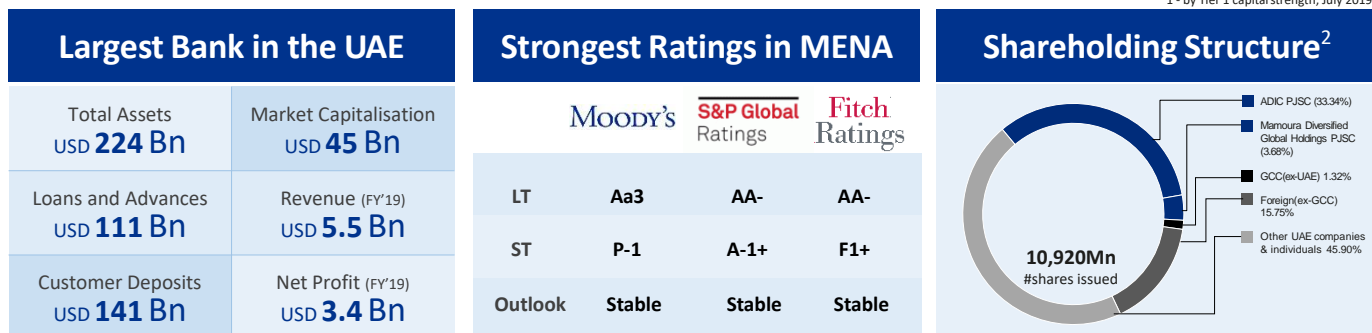 1 - by Tier 1 capital strength, July 2019
Largest Bank in the UAE
Total Assets
USD 224 Bn
Market Capitalisation
USD 45 Bn
Loans and Advances
USD 111 Bn
Revenue (FY'19)
USD 5.5 Bn
Customer Deposits
USD 141 Bn
Net Profit (FY'19)
USD 3.4 Bn
Strongest Ratings in MENA
MOODY'S
S&P Global
Ratings
Fitch
Ratings
LT Aa3 AA- AA-
ST P-1 A-1+ F1+
Outlook Stable Stable Stable
Shareholding Structure2
ADIC PJSC (33.34%)
Mamoura Diversified
Global Holdings PJSC
(3.68%)
GCC(ex-UAE) 1.32%
Foreign(ex-GCC)
15.75%
Other UAE companies
& individuals 45.90%
10,920Mn
#shares issued